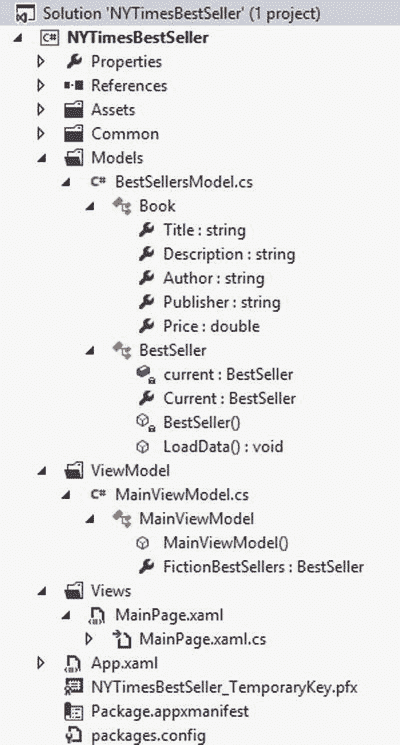 Solution 'NYTimesBestSeller' (1 project)
C# NYTimesBestSeller
Properties
References
Assets
Common
Models
C# BestSellersModel.cs
Book
Title : string
Description : string
Author : string
Publisher : string
Price : double
BestSeller
current : BestSeller
Current : BestSeller
BestSeller()
LoadData() : void
ViewModel
C# MainViewModel.cs
MainViewModel
MainViewModel()
FictionBestSellers : BestSeller
Views
MainPage.xaml
MainPage.xaml.cs
App.xaml
NYTimesBestSeller_TemporaryKey.pfx
Package.appxmanifest
packages.config